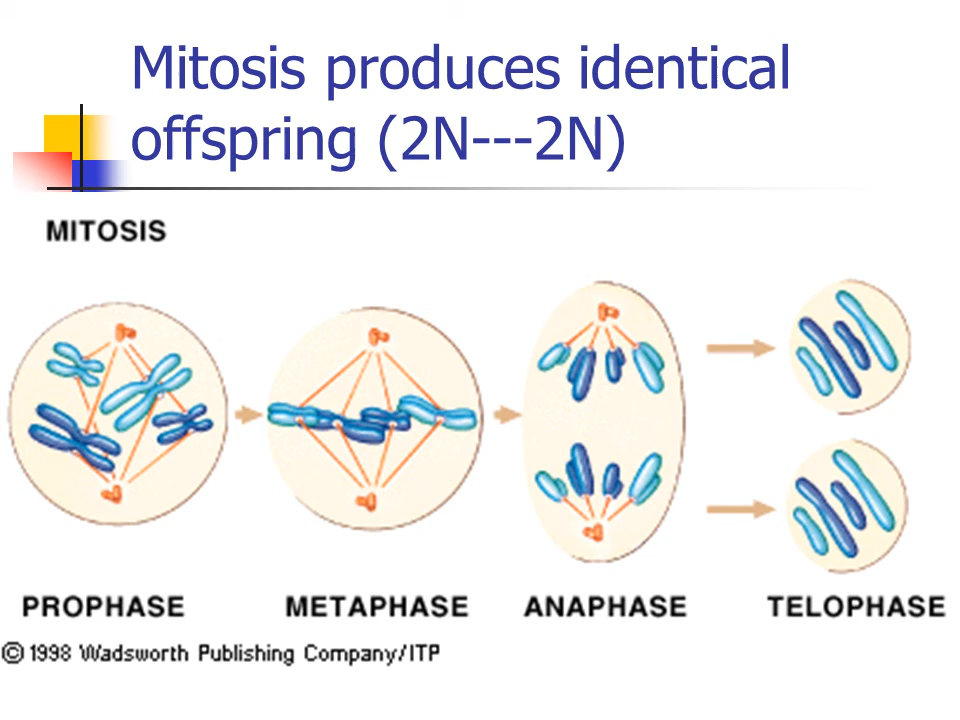 Mitosis produces identical
offspring (2N---2N)
MITOSIS
PROPHASE METAPHASE ANAPHASE TELOPHASE
© 1998 Wadsworth Publishing Company/ITP